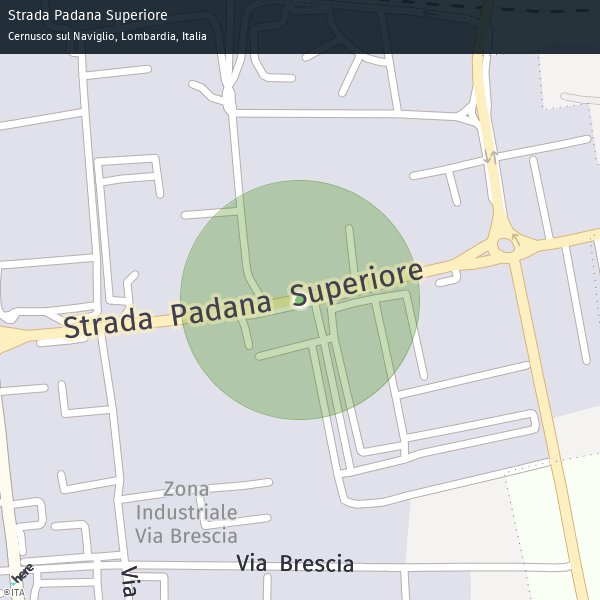 Strada Padana Superiore
Cernusco sul Naviglio, Lombardia, Italia
Strada Padana Superiore
Zona
Industriale
Via Brescia
Via Brescia
Via
here
©ITA